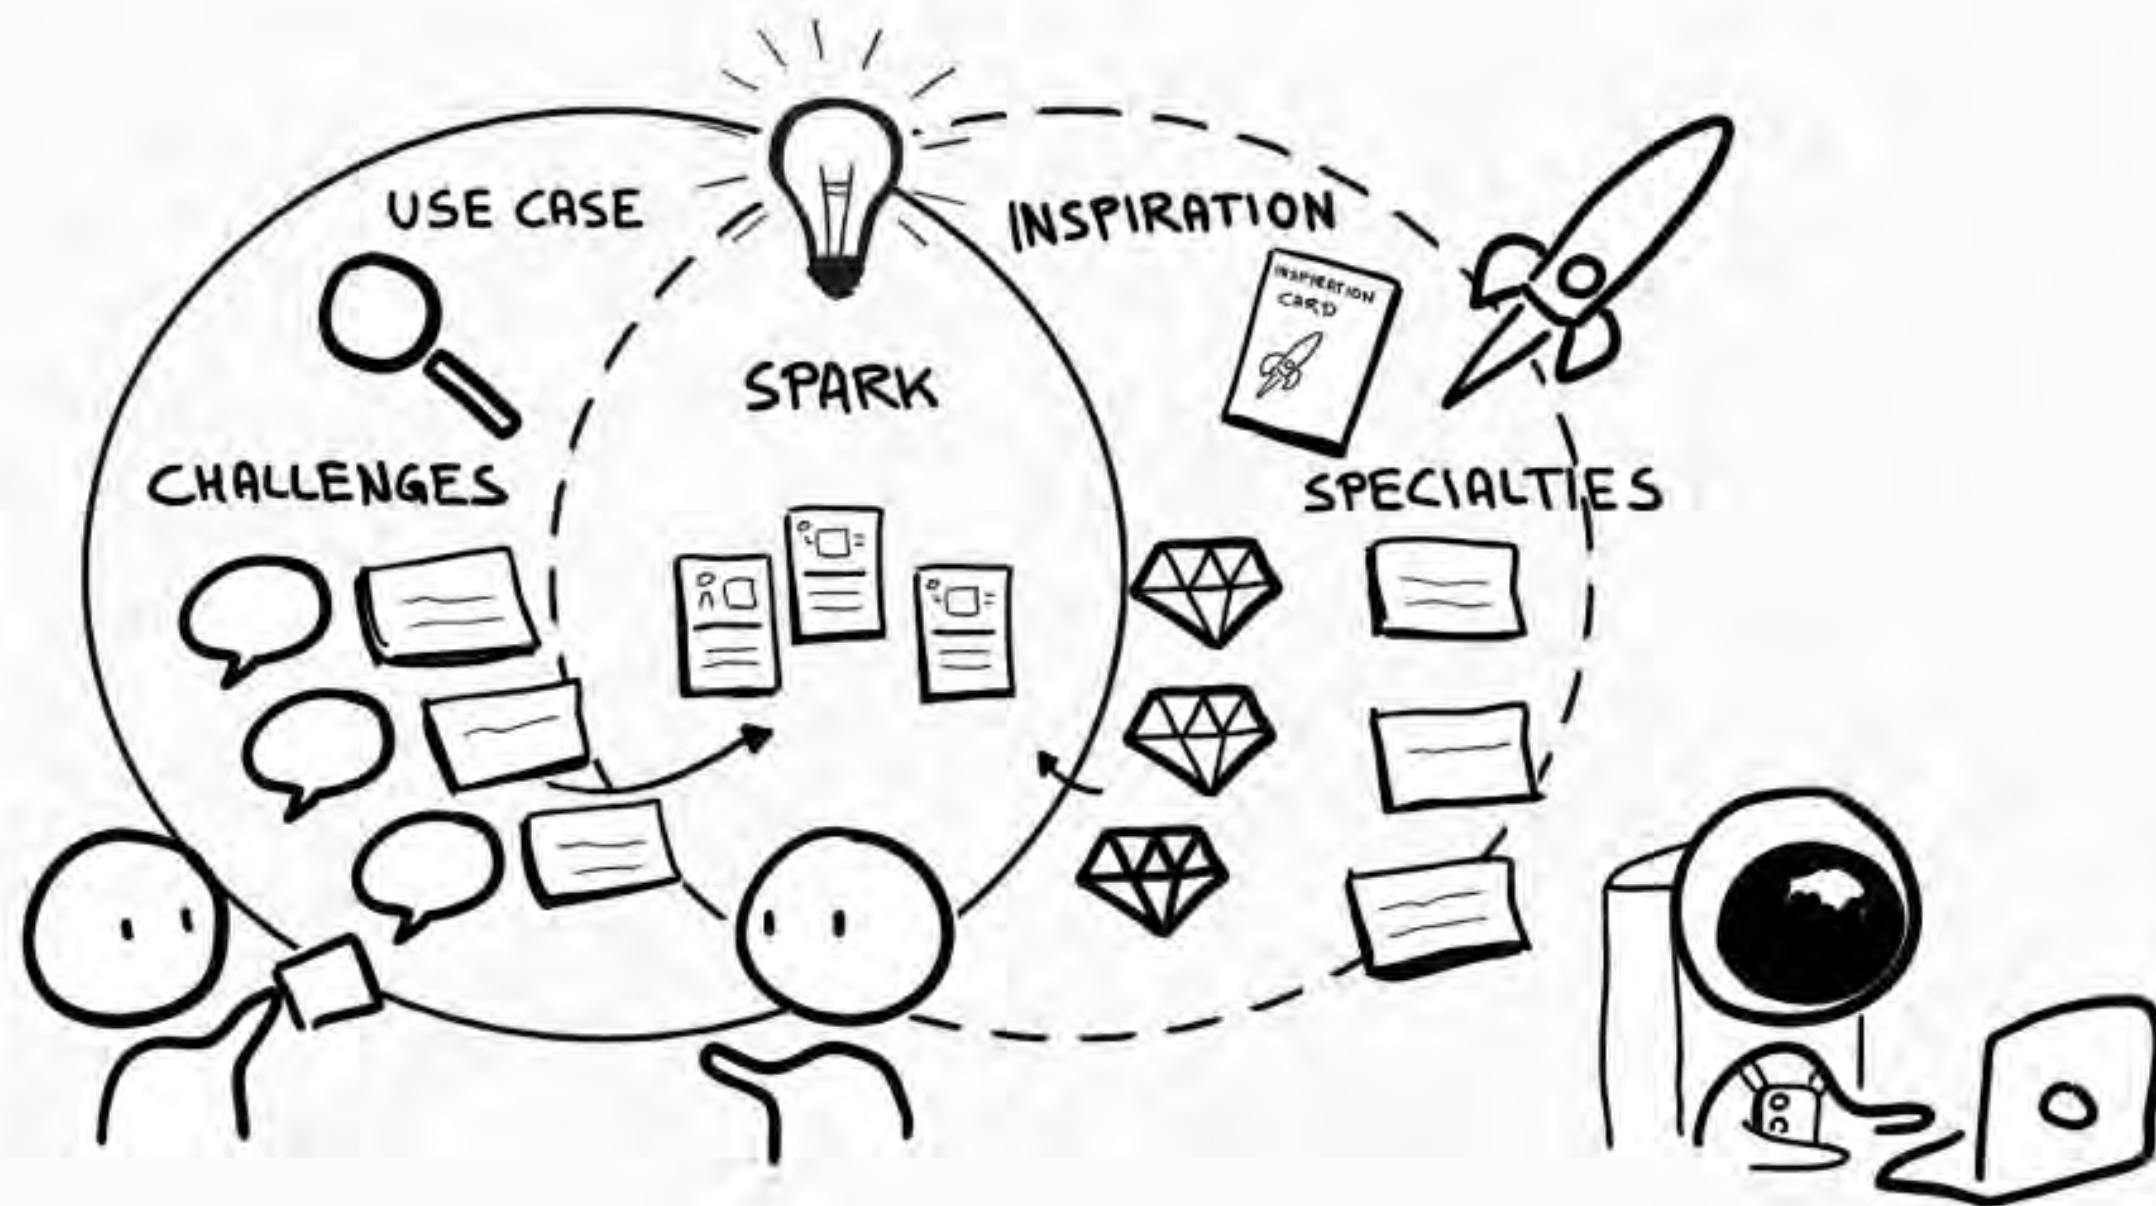 USE CASE
INSPIRATION
INSPIRATION
CARD
SPARK
CHALLENGES
SPECIALTIES